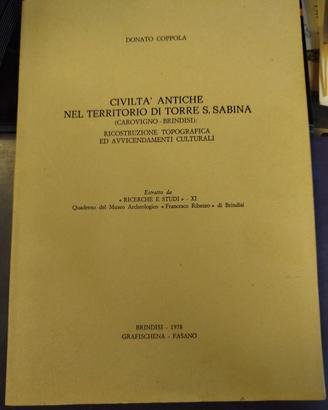 DONATO COPPOLA
CIVILTA' ANTICHE
NEL TERRITORIO DI TORRE S. SABINA
(CAROVIGNO - BRINDISI):
RICOSTRUZIONE TOPOGRAFICA
ED AVVICENDAMENTI CULTURALI
Estratto da
« RICERCHE E STUDI » - XI
Quaderno del Museo Archeologico « Francesco Ribezzo » di Brindisi
BRINDISI - 1978
GRAFISCHENA - FASANO